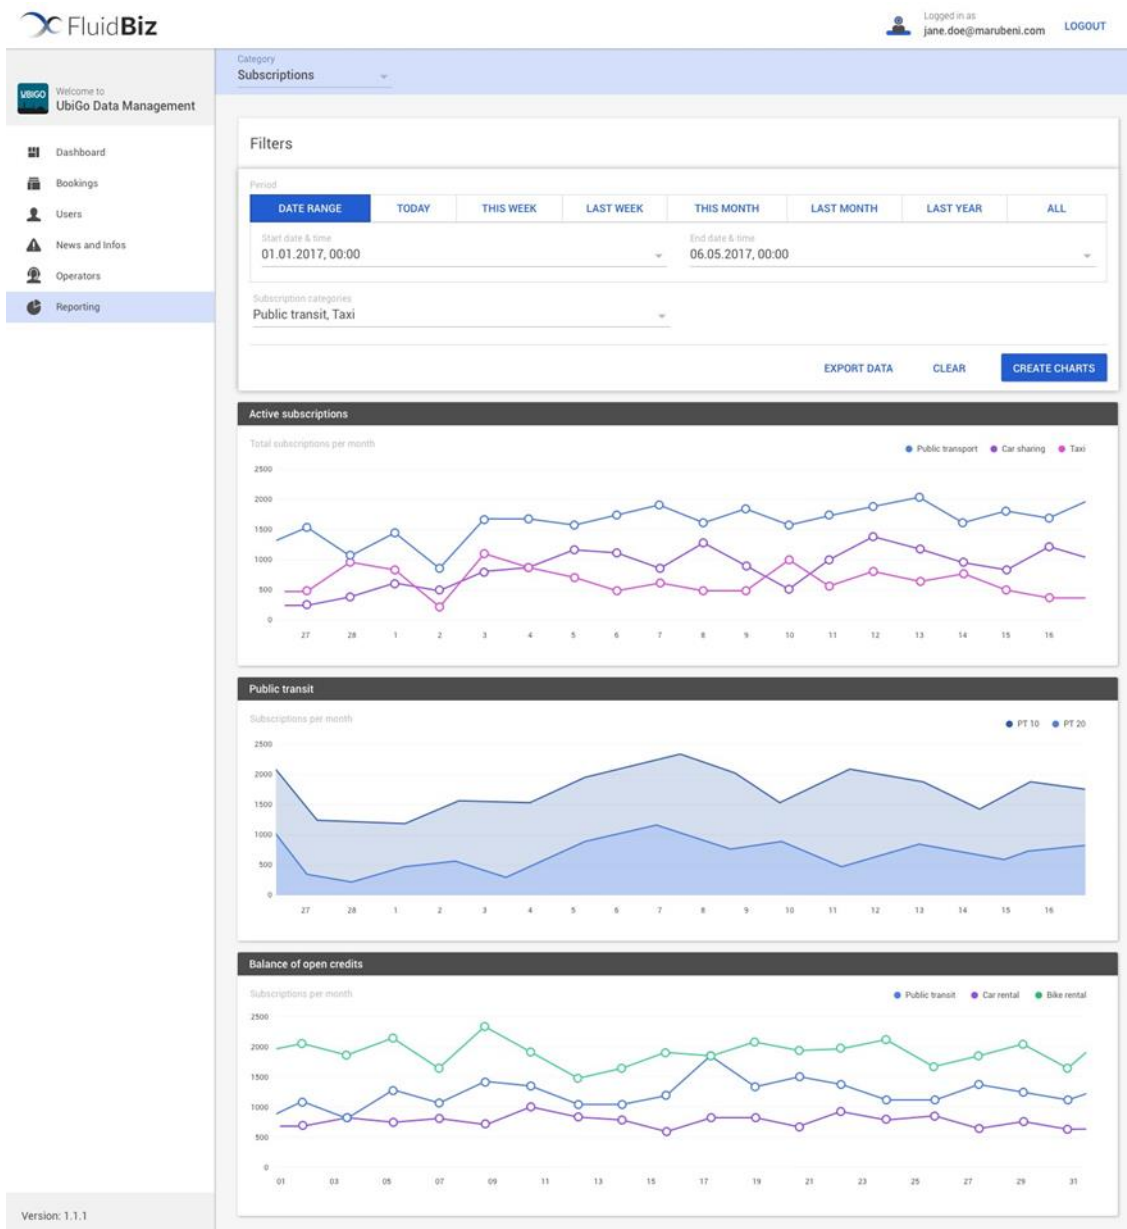 FluidBiz
Logged in as
jane.doe@marubeni.com
LOGOUT
Category
Subscriptions
UBIGO
Welcome to
UbiGo Data Management
Dashboard
Bookings
Users
News and Infos
Operators
Reporting
Filters
Period
DATE RANGE TODAY THIS WEEK LAST WEEK THIS MONTH LAST MONTH LAST YEAR ALL
Start date & time End date & time
01.01.2017, 00:00 06.05.2017, 00:00
Subscription categories
Public transit, Taxi
EXPORT DATA CLEAR CREATE CHARTS
Active subscriptions
Total subscriptions per month
Public transport Car sharing Taxi
2500
2000
1500
1000
500
0
27 28 1 2 3 4 5 6 7 8 9 10 11 12 13 14 15 16
Public transit
Subscriptions per month
PT 10 PT 20
2500
2000
1500
1000
500
0
27 28 1 2 3 4 5 6 7 8 9 10 11 12 13 14 15 16
Balance of open credits
Subscriptions per month
Public transit Car rental Bike rental
2500
2000
1500
1000
500
0
01 03 05 07 09 11 13 15 17 19 21 23 25 27 29 31
Version: 1.1.1